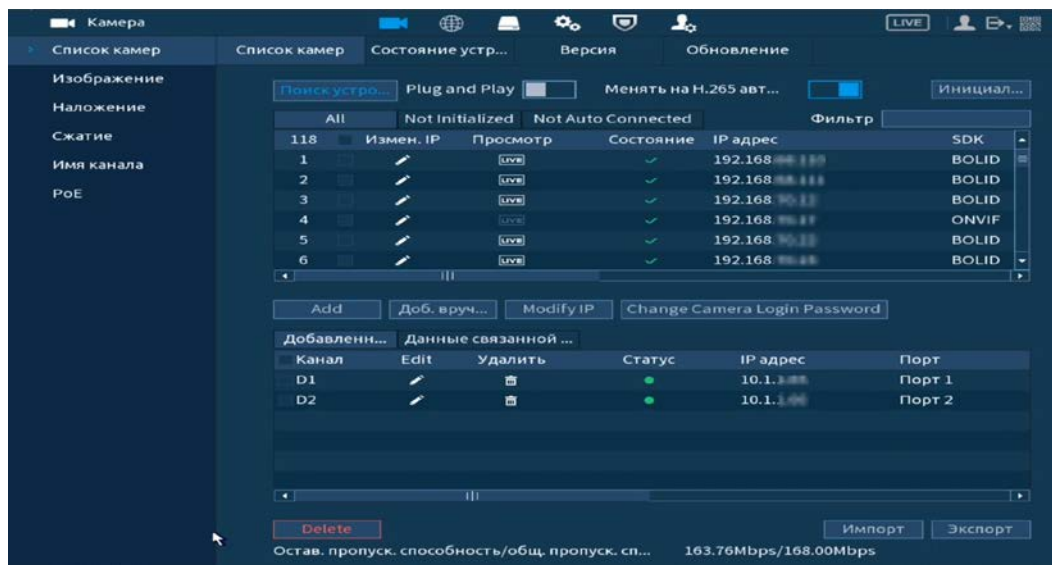 Камера LIVE
Список камер Список камер Состояние устр... Версия Обновление
Изображение
Наложение
Сжатие
Имя канала
PoE
Поиск устро... Plug and Play Менять на H.265 авт... Инициал...
All Not Initialized Not Auto Connected Фильтр
118 Измен. IP Просмотр Состояние IP адрес SDK
1 LIVE 192.168 BOLID
2 LIVE 192.168 BOLID
3 LIVE 192.168 BOLID
4 LIVE 192.168 ONVIF
5 LIVE 192.168 BOLID
6 LIVE 192.168 BOLID
Add Доб. вруч... Modify IP Change Camera Login Password
Добавленн... Данные связанной ...
Канал Edit Удалить Статус IP адрес Порт
D1 10.1. Порт 1
D2 10.1. Порт 2
Delete Импорт Экспорт
Остав. пропуск. способность/общ. пропуск. сп... 163.76Mbps/168.00Mbps